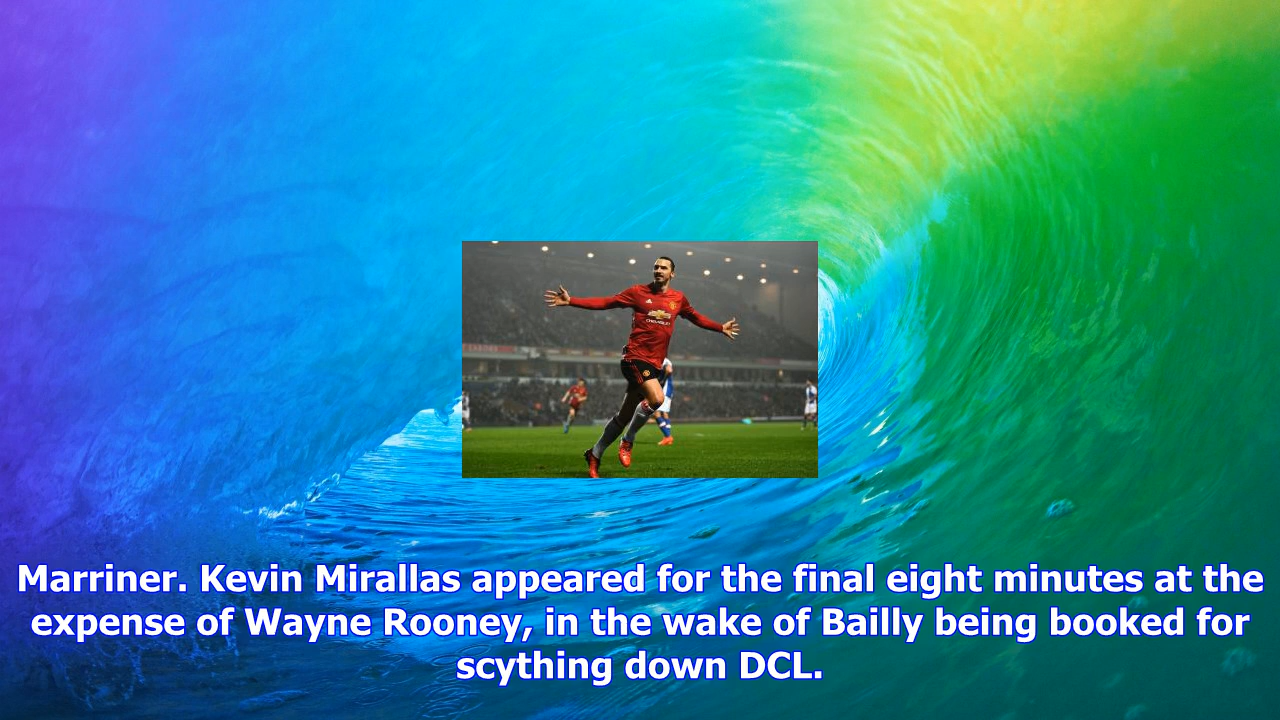 CHEVROLET
Marriner. Kevin Mirallas appeared for the final eight minutes at the
expense of Wayne Rooney, in the wake of Bailly being booked for
scything down DCL.